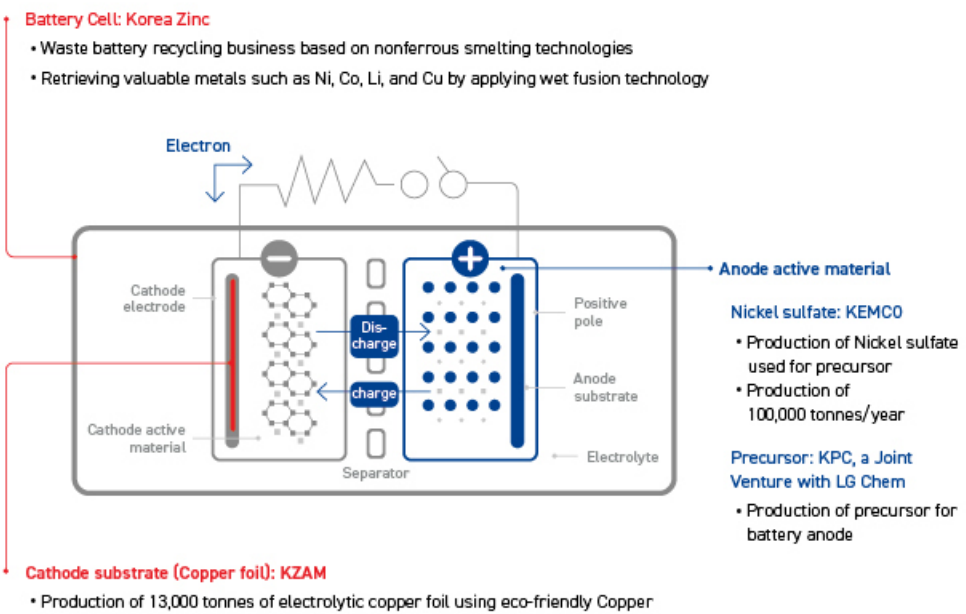 Battery Cell: Korea Zinc
• Waste battery recycling business based on nonferrous smelting technologies
• Retrieving valuable metals such as Ni, Co, Li, and Cu by applying wet fusion technology
Electron
Cathode
electrode
Dis-
charge
charge
Cathode active
material
Separator
Positive
pole
Anode
substrate
Electrolyte
Anode active material
Nickel sulfate: KEMCO
• Production of Nickel sulfate
used for precursor
• Production of
100,000 tonnes/year
Precursor: KPC, a Joint
Venture with LG Chem
• Production of precursor for
battery anode
Cathode substrate (Copper foil): KZAM
• Production of 13,000 tonnes of electrolytic copper foil using eco-friendly Copper